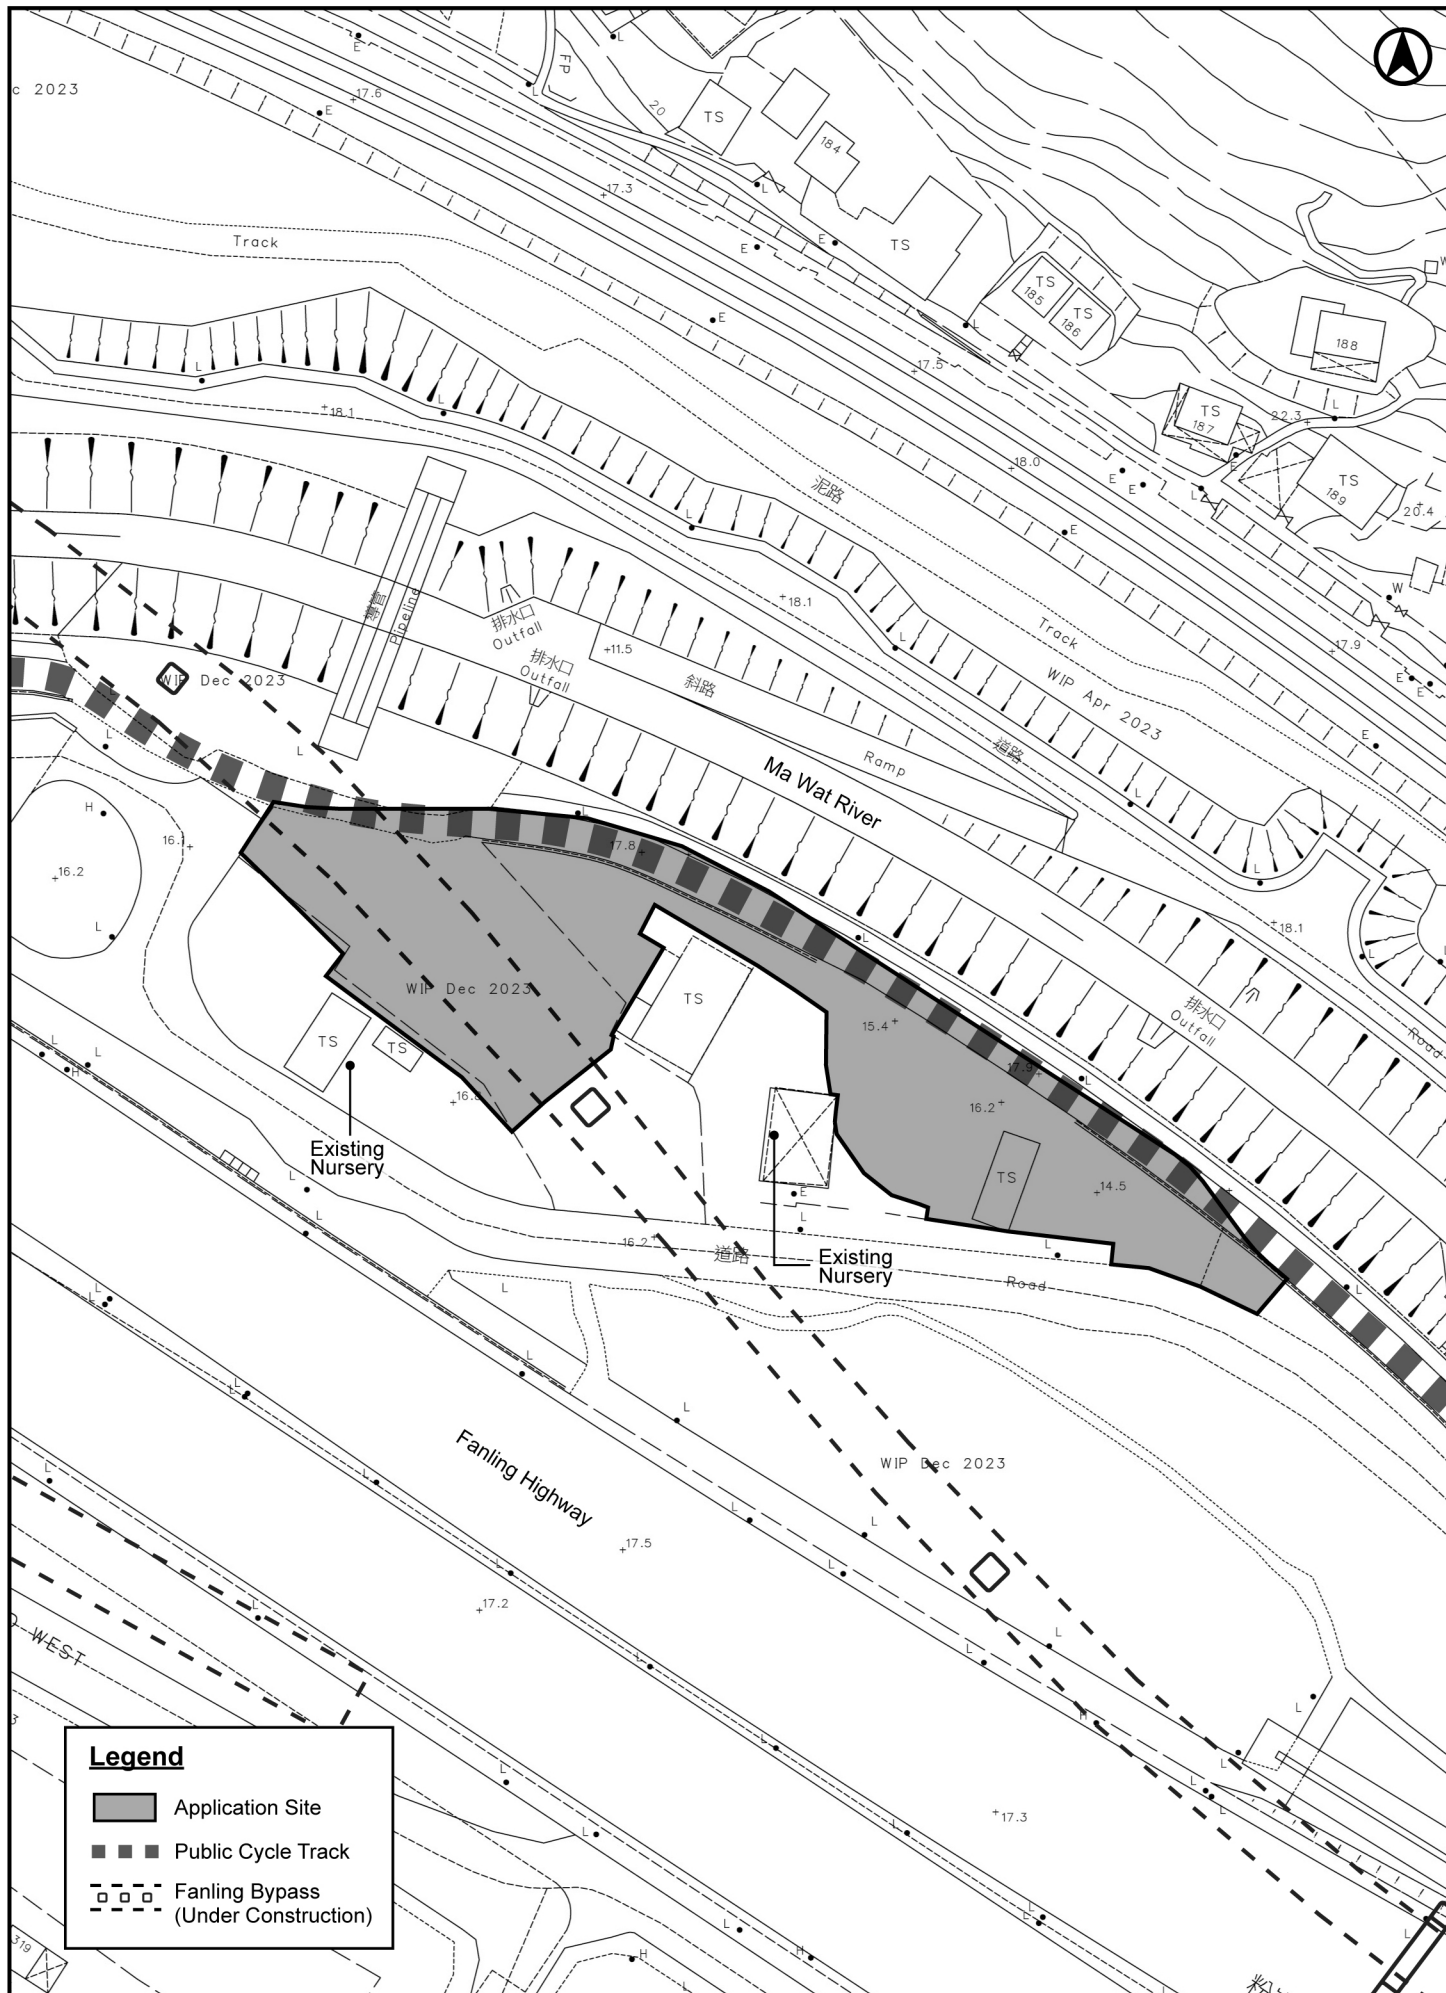 E
L
FP
c 2023
17.6
E
20
TS
184
17.3
L
L
E
E
TS
Track
W
TS
185
TS
186
E
L
188
17.5
L
L
18.1
TS
187
22.3
L
E
18.0
E
E
L
TS
189
20.4
泥路
L
E
導管
Pipeline
排水口
Outfall
18.1
W
Track
17.9
11.5
L
排水口
Outfall
斜路
WIP Apr 2023
E
E
WIP Dec 2023
L
L
道路
E
Ramp
Ma Wat River
L
H
L
16.1
17.8
16.2
L
L
18.1
L
L
L
WIP Dec 2023
TS
排水口
Outfall
15.4
Road
TS
TS
17.9
L
L
L
H
16.2
16.8
Existing
Nursery
TS
14.5
L
E
L
L
16.2
道路
Existing
Nursery
L
Road
L
L
L
L
L
L
L
L
WIP Dec 2023
Fanling Highway
L
L
L
17.5
L
L
L
17.2
L
L
WEST
L
L
L
H
L
L
L
L
17.3
L
L
L
Legend
Application Site
Public Cycle Track
Fanling Bypass
(Under Construction)
L
L
L
H
H
L
L
319
粉